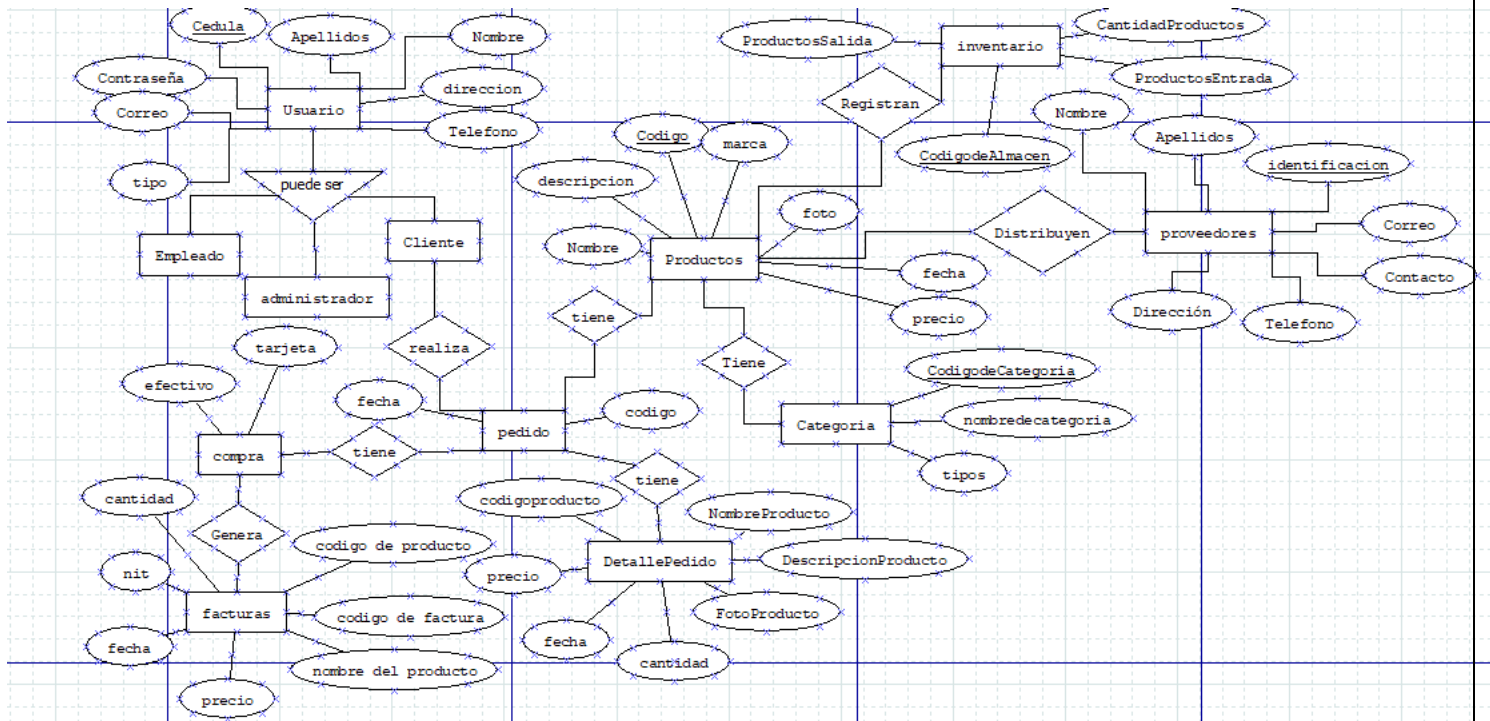 Cedula
Apellidos
Nombre
Contraseña
direccion
Correo
Usuario
Telefono
tipo
puede ser
Empleado
Cliente
administrador
ProductosSalida
inventario
CantidadProductos
ProductosEntrada
Registran
CodigodeAlmacen
Nombre
Apellidos
identificacion
Codigo
marca
descripcion
foto
Nombre
Productos
Distribuyen
proveedores
Correo
fecha
Contacto
precio
Dirección
Telefono
tiene
realiza
Tiene
tarjeta
efectivo
fecha
codigo
pedido
compra
tiene
CodigodeCategoria
nombredecategoria
Categoria
tipos
tiene
cantidad
codigoproducto
NombreProducto
Genera
codigo de producto
DetallePedido
DescripcionProducto
nit
precio
facturas
codigo de factura
FotoProducto
fecha
fecha
cantidad
nombre del producto
precio